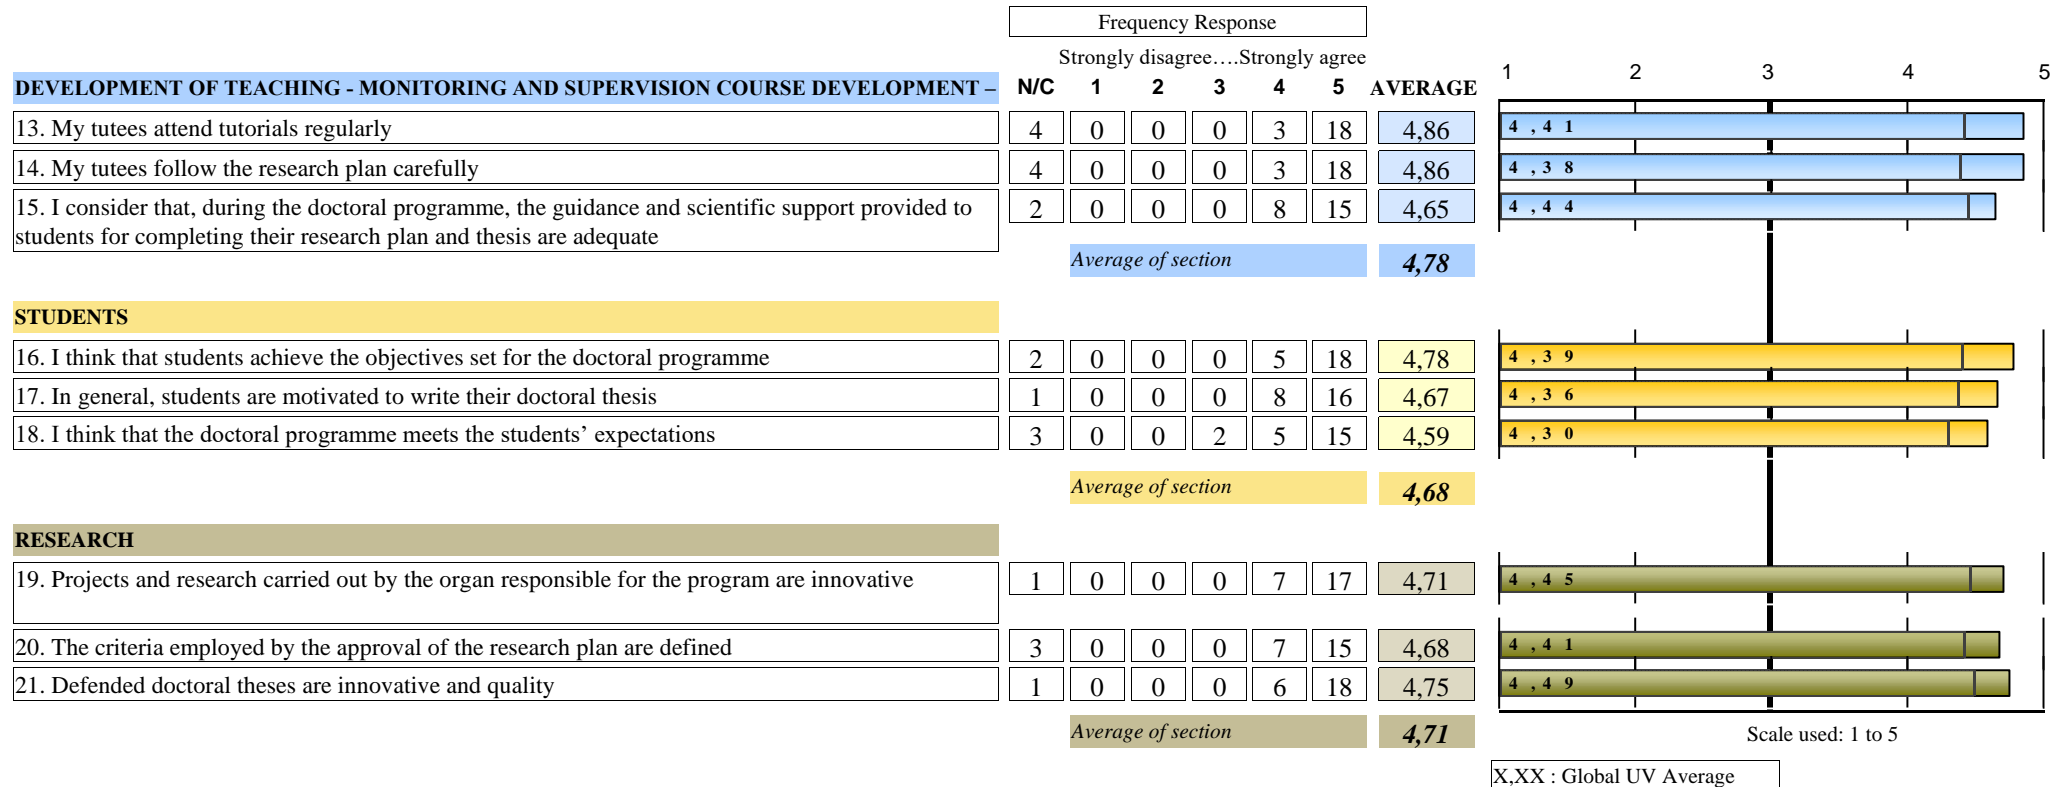 Frequency Response
Strongly disagree….Strongly agree
DEVELOPMENT OF TEACHING - MONITORING AND SUPERVISION COURSE DEVELOPMENT – N/C 1 2 3 4 5 AVERAGE 1 2 3 4 5
13. My tutees attend tutorials regularly 4 0 0 0 3 18 4,86 4,41
14. My tutees follow the research plan carefully 4 0 0 0 3 18 4,86 4,38
15. I consider that, during the doctoral programme, the guidance and scientific support provided to 2 0 0 0 8 15 4,65 4,44
students for completing their research plan and thesis are adequate
Average of section 4,78
STUDENTS
16. I think that students achieve the objectives set for the doctoral programme 2 0 0 0 5 18 4,78 4,39
17. In general, students are motivated to write their doctoral thesis 1 0 0 0 8 16 4,67 4,36
18. I think that the doctoral programme meets the students’ expectations 3 0 0 2 5 15 4,59 4,30
Average of section 4,68
RESEARCH
19. Projects and research carried out by the organ responsible for the program are innovative 1 0 0 0 7 17 4,71 4,45
20. The criteria employed by the approval of the research plan are defined 3 0 0 0 7 15 4,68 4,41
21. Defended doctoral theses are innovative and quality 1 0 0 0 6 18 4,75 4,49
Average of section 4,71
Scale used: 1 to 5
X,XX : Global UV Average